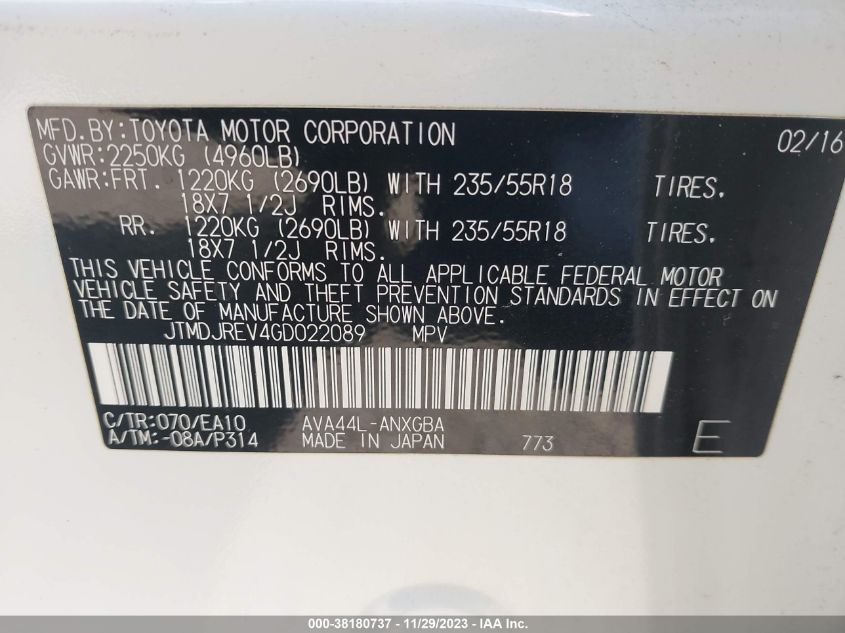 MFD.BY:TOYOTA MOTOR CORPORATION 02/16
GVWR:2250KG (4960LB)
GAWR:FRT. 1220KG (2690LB) WITH 235/55R18 TIRES.
18X7 1/2J RIMS.
RR. 1220KG (2690LB) WITH 235/55R18 TIRES.
18X7 1/2J RIMS.
THIS VEHICLE CONFORMS TO ALL APPLICABLE FEDERAL MOTOR
VEHICLE SAFETY AND THEFT PREVENTION STANDARDS IN EFFECT ON
THE DATE OF MANUFACTURE SHOWN ABOVE.
JTMDJREV4GD022089 MPV
C/TR:070/EA10 AVA44L-ANXGBA
A/TM:-08A/P314 MADE IN JAPAN 773 E
000-38180737 - 11/29/2023 - IAA Inc.